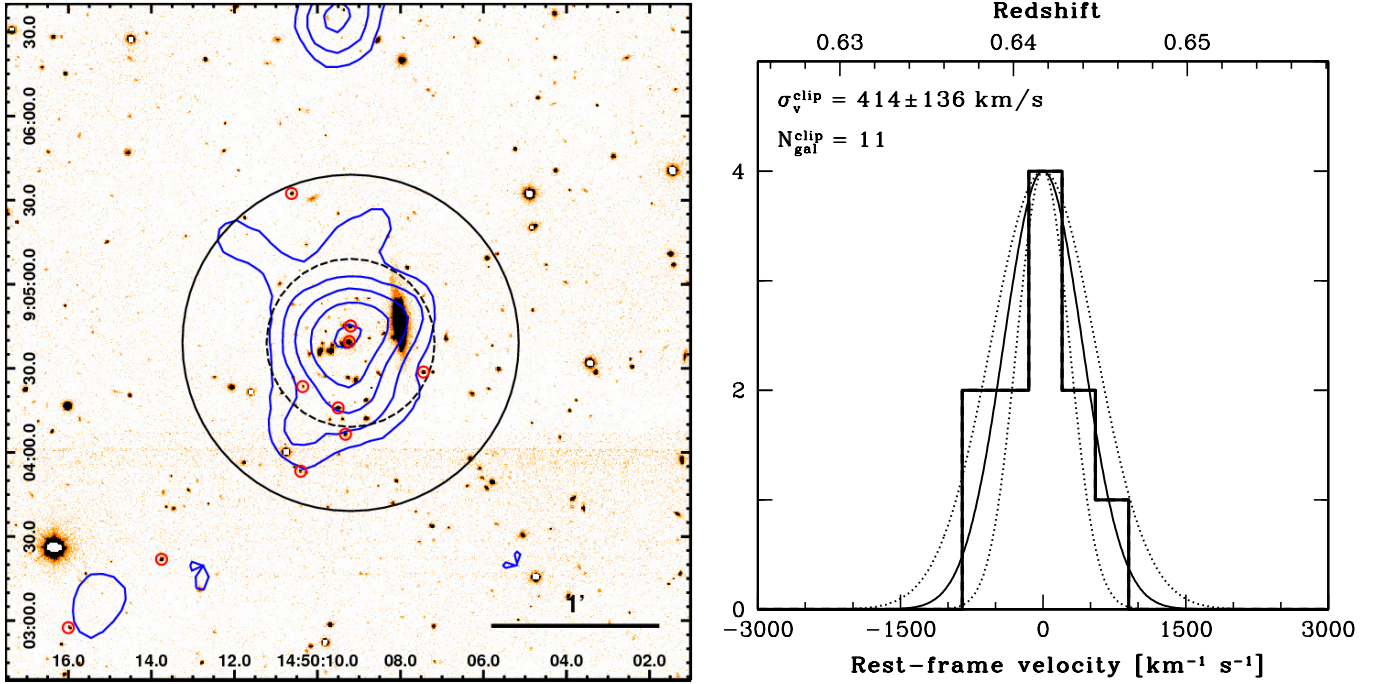 30.0
06:00.0
30.0
9:05:00.0
30.0
04:00.0
30.0
03:00.0
1'
16.0 14.0 12.0 14:50:10.0 08.0 06.0 04.0 02.0
Redshift
0.63 0.64 0.65
σ_v^clip = 414±136 km/s
N_gal^clip = 11
4
2
0
−3000 −1500 0 1500 3000
Rest−frame velocity [km⁻¹ s⁻¹]